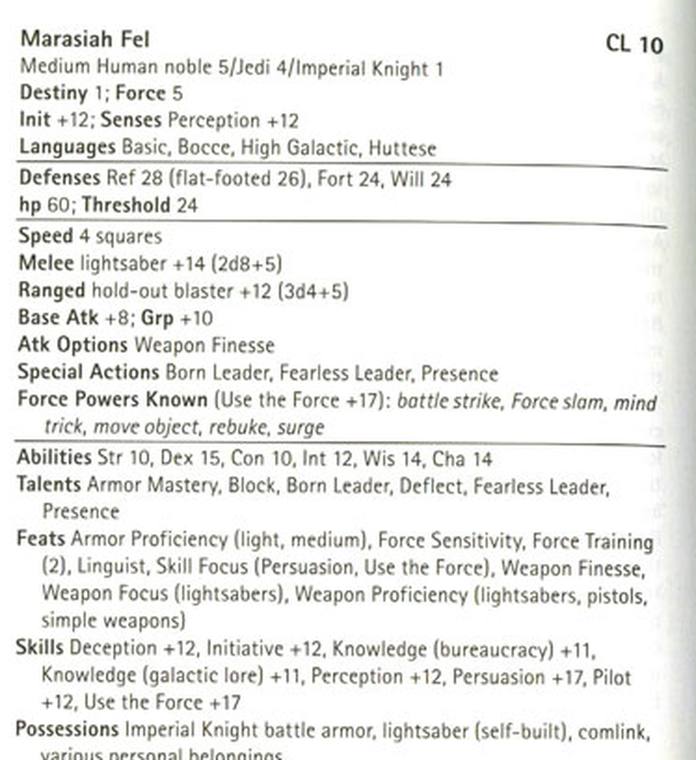 Marasiah Fel CL 10
Medium Human noble 5/Jedi 4/Imperial Knight 1
Destiny 1; Force 5
Init +12; Senses Perception +12
Languages Basic, Bocce, High Galactic, Huttese
Defenses Ref 28 (flat-footed 26), Fort 24, Will 24
hp 60; Threshold 24
Speed 4 squares
Melee lightsaber +14 (2d8+5)
Ranged hold-out blaster +12 (3d4+5)
Base Atk +8; Grp +10
Atk Options Weapon Finesse
Special Actions Born Leader, Fearless Leader, Presence
Force Powers Known (Use the Force +17): battle strike, Force slam, mind
trick, move object, rebuke, surge
Abilities Str 10, Dex 15, Con 10, Int 12, Wis 14, Cha 14
Talents Armor Mastery, Block, Born Leader, Deflect, Fearless Leader,
Presence
Feats Armor Proficiency (light, medium), Force Sensitivity, Force Training
(2), Linguist, Skill Focus (Persuasion, Use the Force), Weapon Finesse,
Weapon Focus (lightsabers), Weapon Proficiency (lightsabers, pistols,
simple weapons)
Skills Deception +12, Initiative +12, Knowledge (bureaucracy) +11,
Knowledge (galactic lore) +11, Perception +12, Persuasion +17, Pilot
+12, Use the Force +17
Possessions Imperial Knight battle armor, lightsaber (self-built), comlink,
various personal belongings